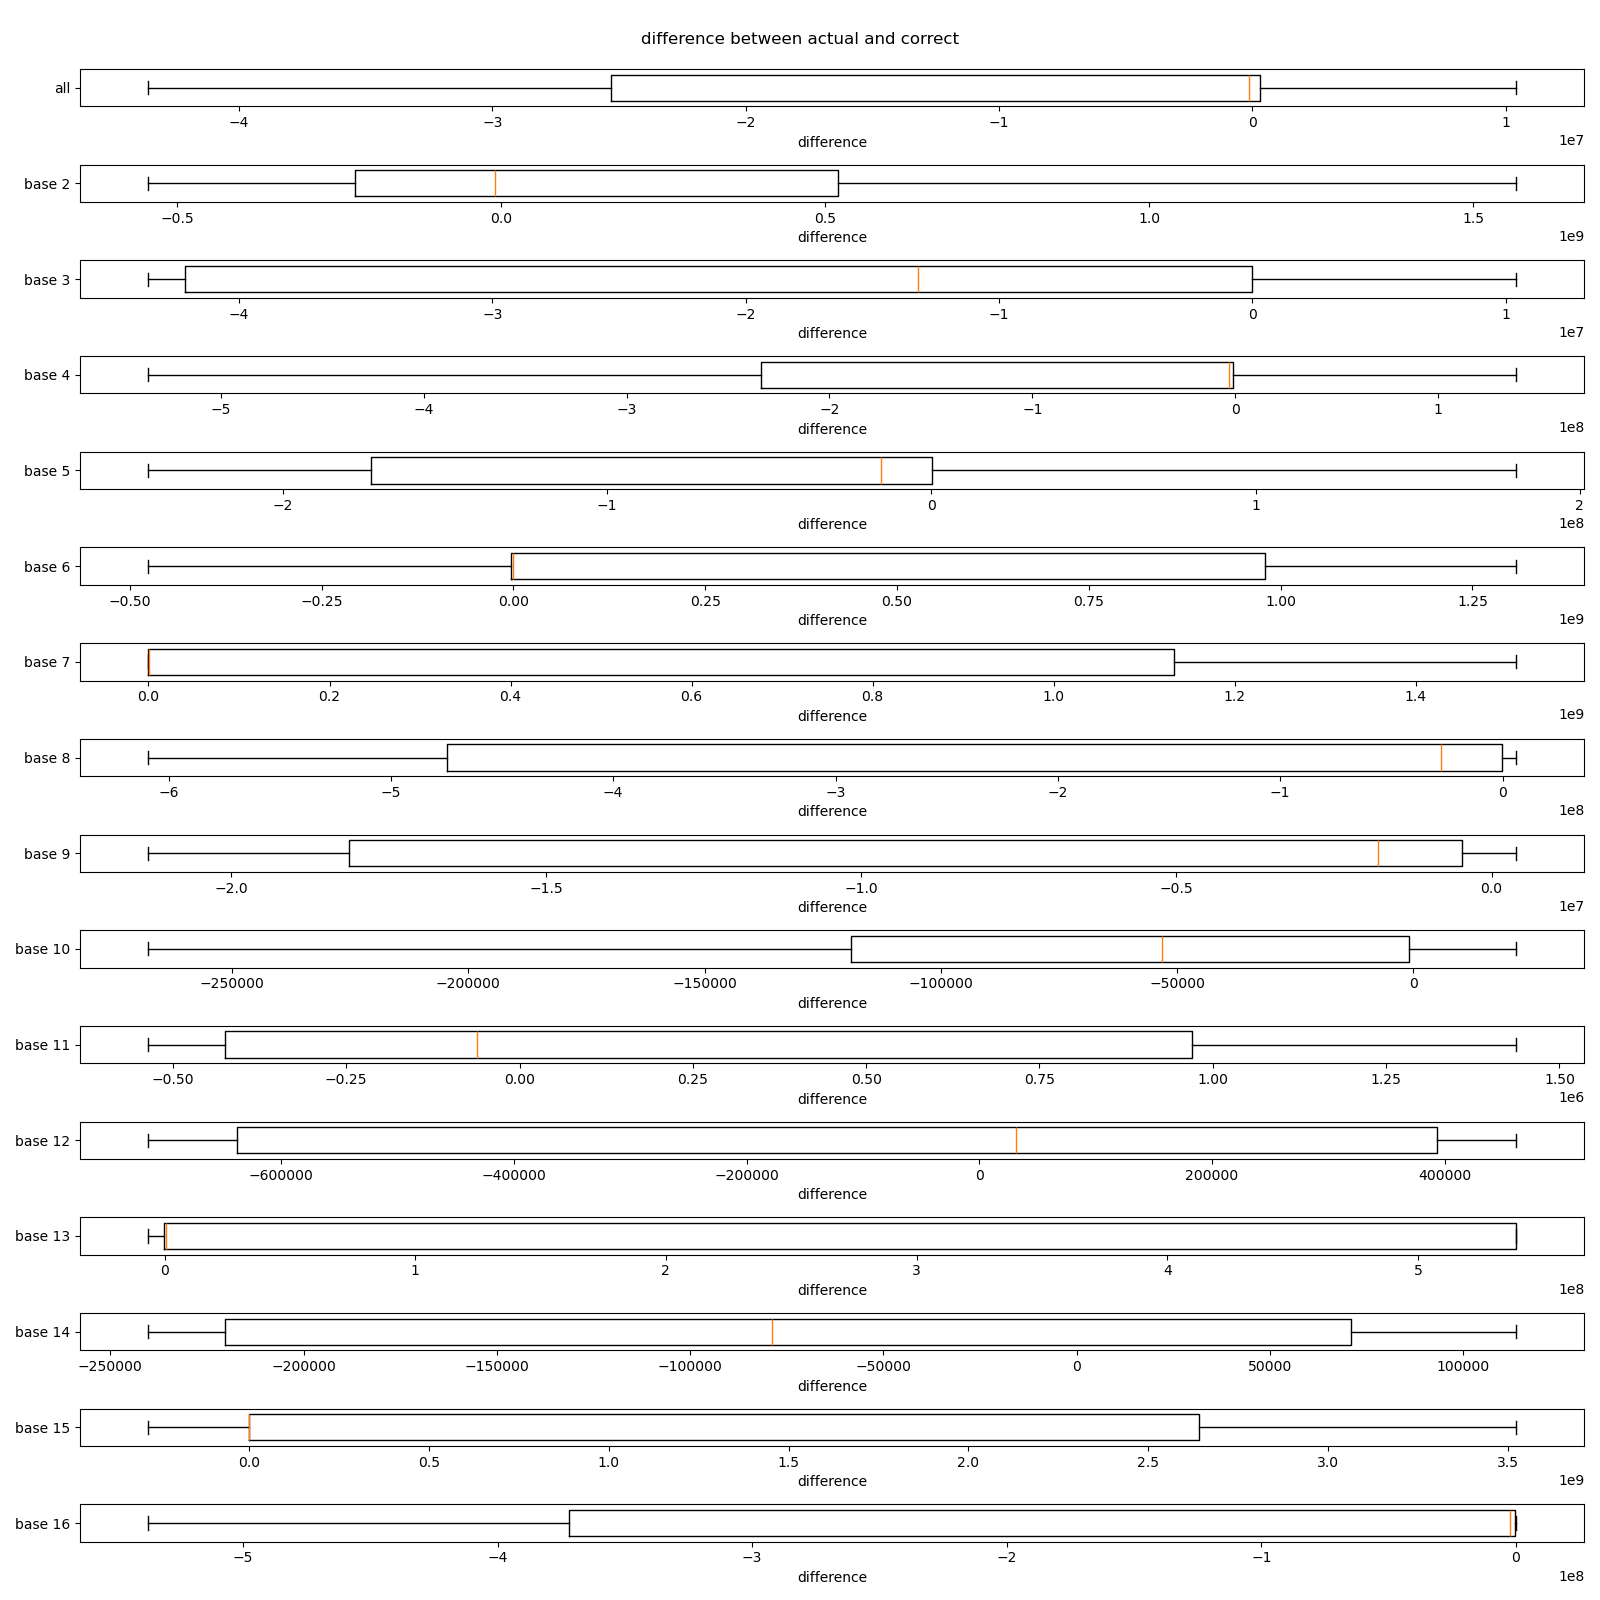 difference between actual and correct
all
−4 −3 −2 −1 0 1
difference 1e7
base 2
−0.5 0.0 0.5 1.0 1.5
difference 1e9
base 3
−4 −3 −2 −1 0 1
difference 1e7
base 4
−5 −4 −3 −2 −1 0 1
difference 1e8
base 5
−2 −1 0 1 2
difference 1e8
base 6
−0.50 −0.25 0.00 0.25 0.50 0.75 1.00 1.25
difference 1e9
base 7
0.0 0.2 0.4 0.6 0.8 1.0 1.2 1.4
difference 1e9
base 8
−6 −5 −4 −3 −2 −1 0
difference 1e8
base 9
−2.0 −1.5 −1.0 −0.5 0.0
difference 1e7
base 10
−250000 −200000 −150000 −100000 −50000 0
difference
base 11
−0.50 −0.25 0.00 0.25 0.50 0.75 1.00 1.25 1.50
difference 1e6
base 12
−600000 −400000 −200000 0 200000 400000
difference
base 13
0 1 2 3 4 5
difference 1e8
base 14
−250000 −200000 −150000 −100000 −50000 0 50000 100000
difference
base 15
0.0 0.5 1.0 1.5 2.0 2.5 3.0 3.5
difference 1e9
base 16
−5 −4 −3 −2 −1 0
difference 1e8